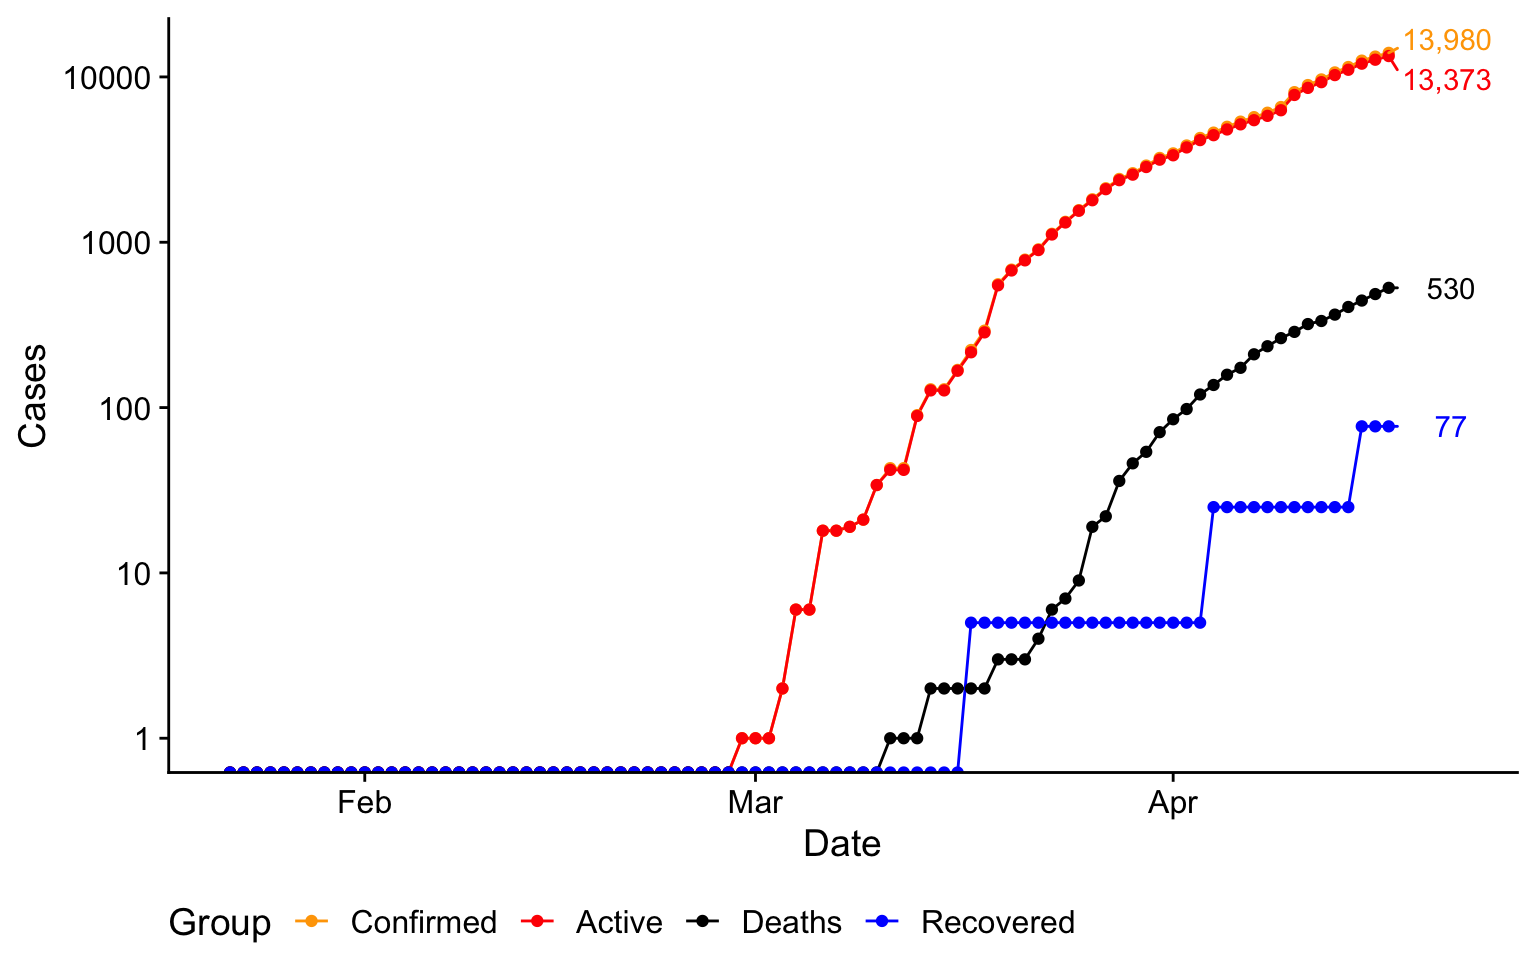 13,980
13,373
10000
1000
530
100
77
10
1
Cases
Feb Mar Apr
Date
Group Confirmed Active Deaths Recovered